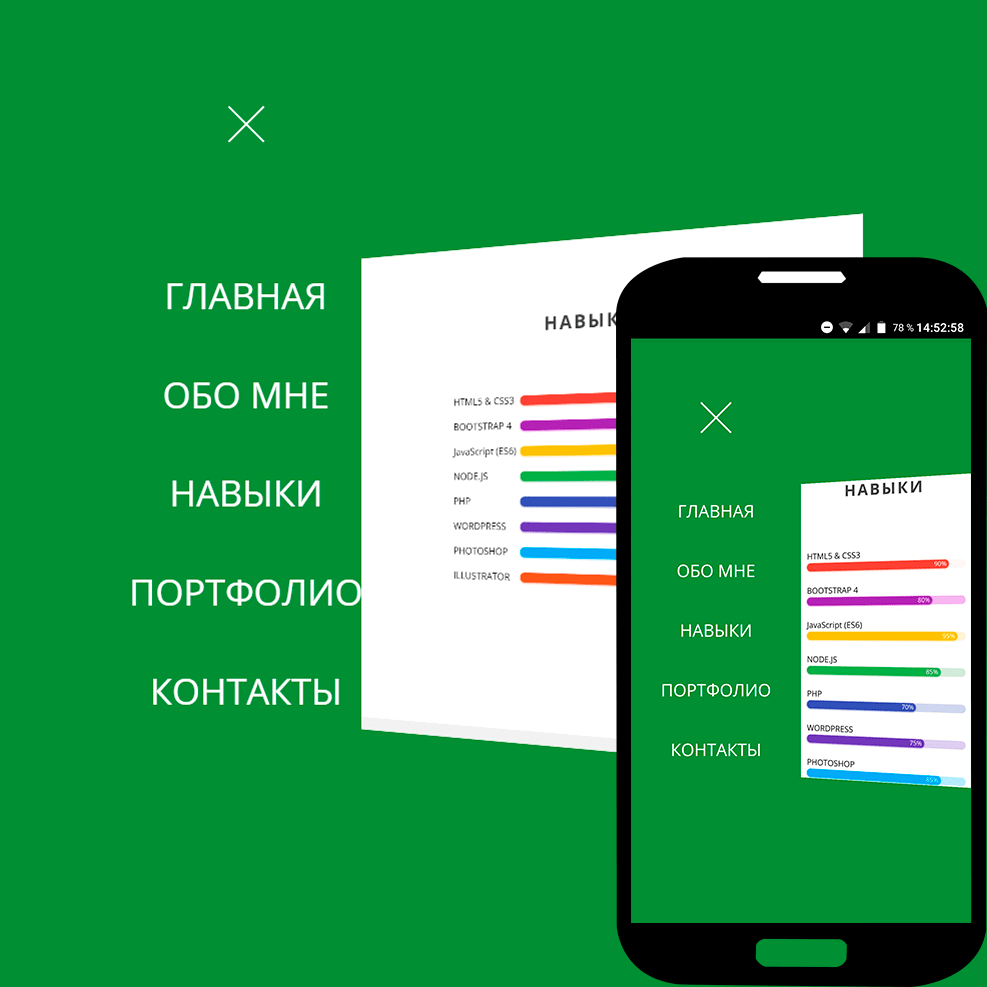 ГЛАВНАЯ
ОБО МНЕ
НАВЫКИ
ПОРТФОЛИО
КОНТАКТЫ
НАВЫК
HTML5 & CSS3
BOOTSTRAP 4
JavaScript (ES6)
NODE.JS
PHP
WORDPRESS
PHOTOSHOP
ILLUSTRATOR
78 % 14:52:58
ГЛАВНАЯ
ОБО МНЕ
НАВЫКИ
ПОРТФОЛИО
КОНТАКТЫ
НАВЫКИ
HTML5 & CSS3
90%
BOOTSTRAP 4
80%
JavaScript (ES6)
95%
NODE.JS
85%
PHP
70%
WORDPRESS
75%
PHOTOSHOP
85%